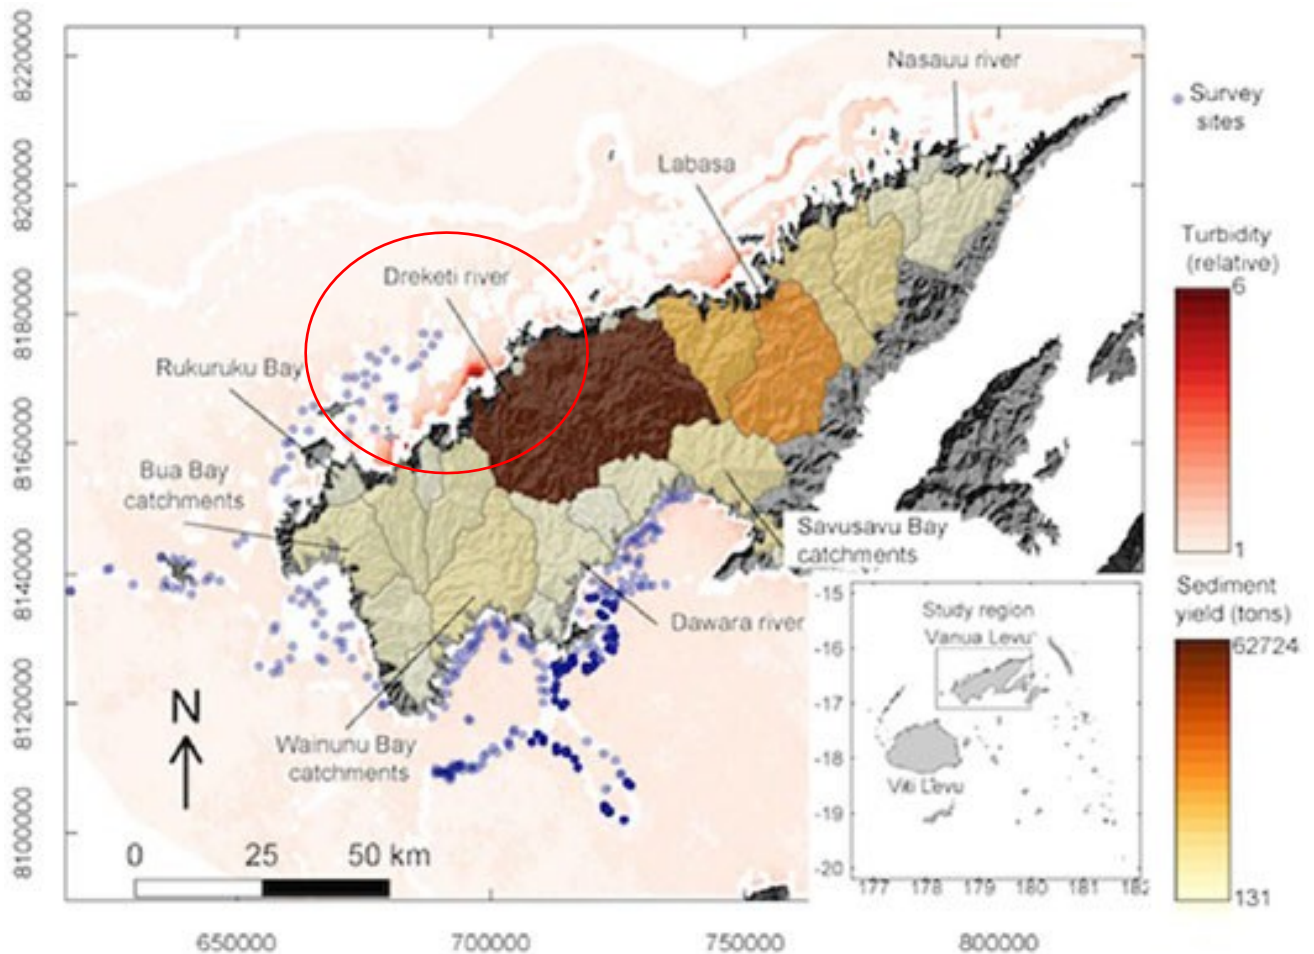 Nasauu river
Survey
sites
Labasa
Turbidity
(relative)
Dreketi river
6
Rukuruku Bay
Bua Bay
catchments
1
Savusavu Bay
catchments
Sediment
yield (tons)
Dawara river
62724
N
Wainunu Bay
catchments
131
0 25 50 km
Study region
Vanua Levu
Viti Levu
-15
-16
-17
-18
-19
-20
177 178 179 180 181
8220000
8200000
8180000
8160000
8140000
8120000
8100000
650000 700000 750000 800000